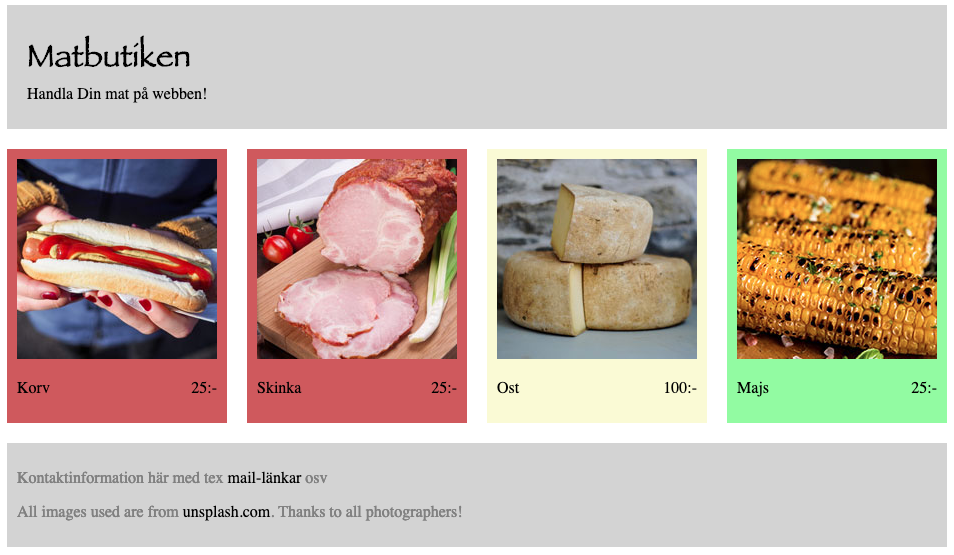 Matbutiken
Handla Din mat på webben!
Korv 25:-
Skinka 25:-
Ost 100:-
Majs 25:-
Kontaktinformation här med tex mail-länkar osv
All images used are from unsplash.com. Thanks to all photographers!